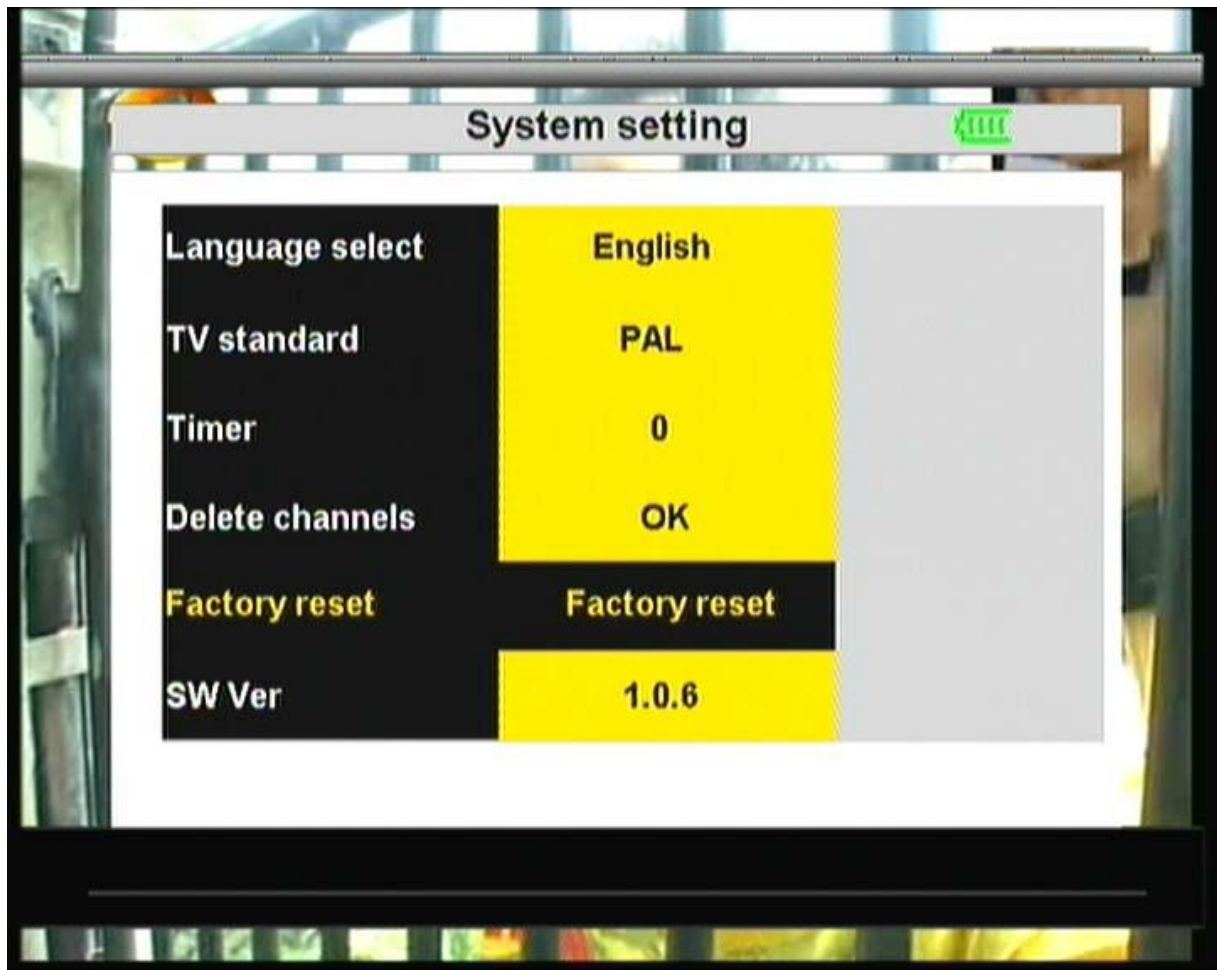 System setting
Language select English
TV standard PAL
Timer 0
Delete channels OK
Factory reset Factory reset
SW Ver 1.0.6